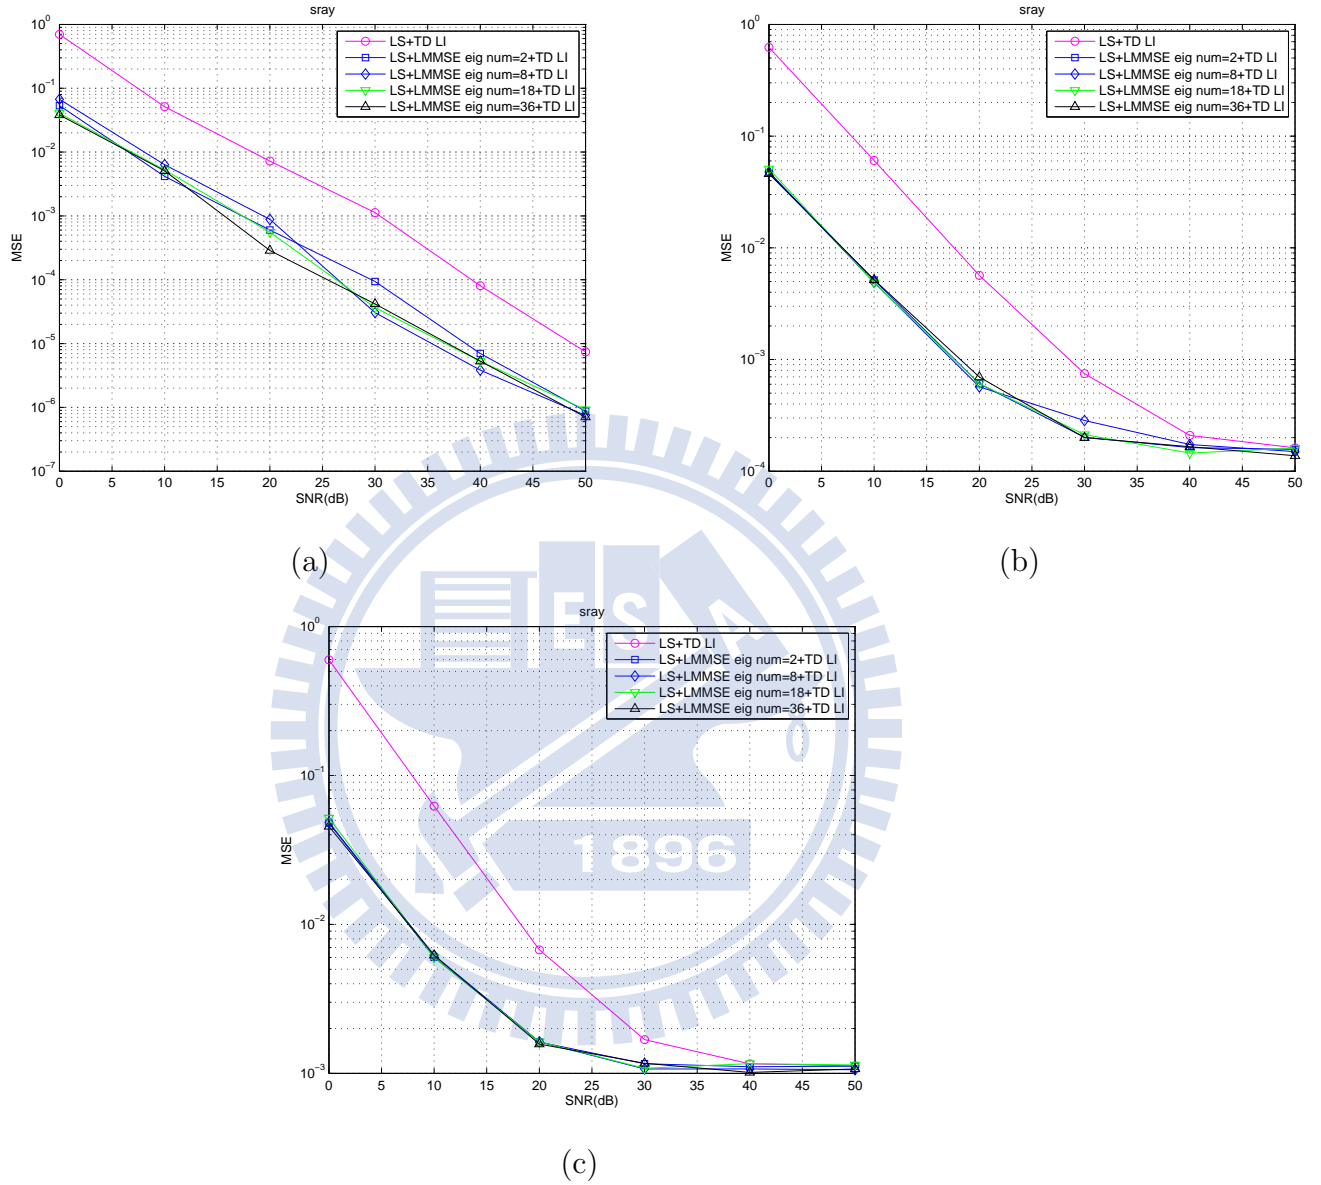 sray
10^0
10^-1
10^-2
10^-3
10^-4
10^-5
10^-6
10^-7
MSE
LS+TD LI
LS+LMMSE eig num=2+TD LI
LS+LMMSE eig num=8+TD LI
LS+LMMSE eig num=18+TD LI
LS+LMMSE eig num=36+TD LI
0 5 10 15 20 25 30 35 40 45 50
SNR(dB)
(a)
sray
10^0
10^-1
10^-2
10^-3
10^-4
MSE
LS+TD LI
LS+LMMSE eig num=2+TD LI
LS+LMMSE eig num=8+TD LI
LS+LMMSE eig num=18+TD LI
LS+LMMSE eig num=36+TD LI
0 5 10 15 20 25 30 35 40 45 50
SNR(dB)
(b)
sray
10^0
10^-1
10^-2
10^-3
MSE
LS+TD LI
LS+LMMSE eig num=2+TD LI
LS+LMMSE eig num=8+TD LI
LS+LMMSE eig num=18+TD LI
LS+LMMSE eig num=36+TD LI
0 5 10 15 20 25 30 35 40 45 50
SNR(dB)
(c)
E S A
1896